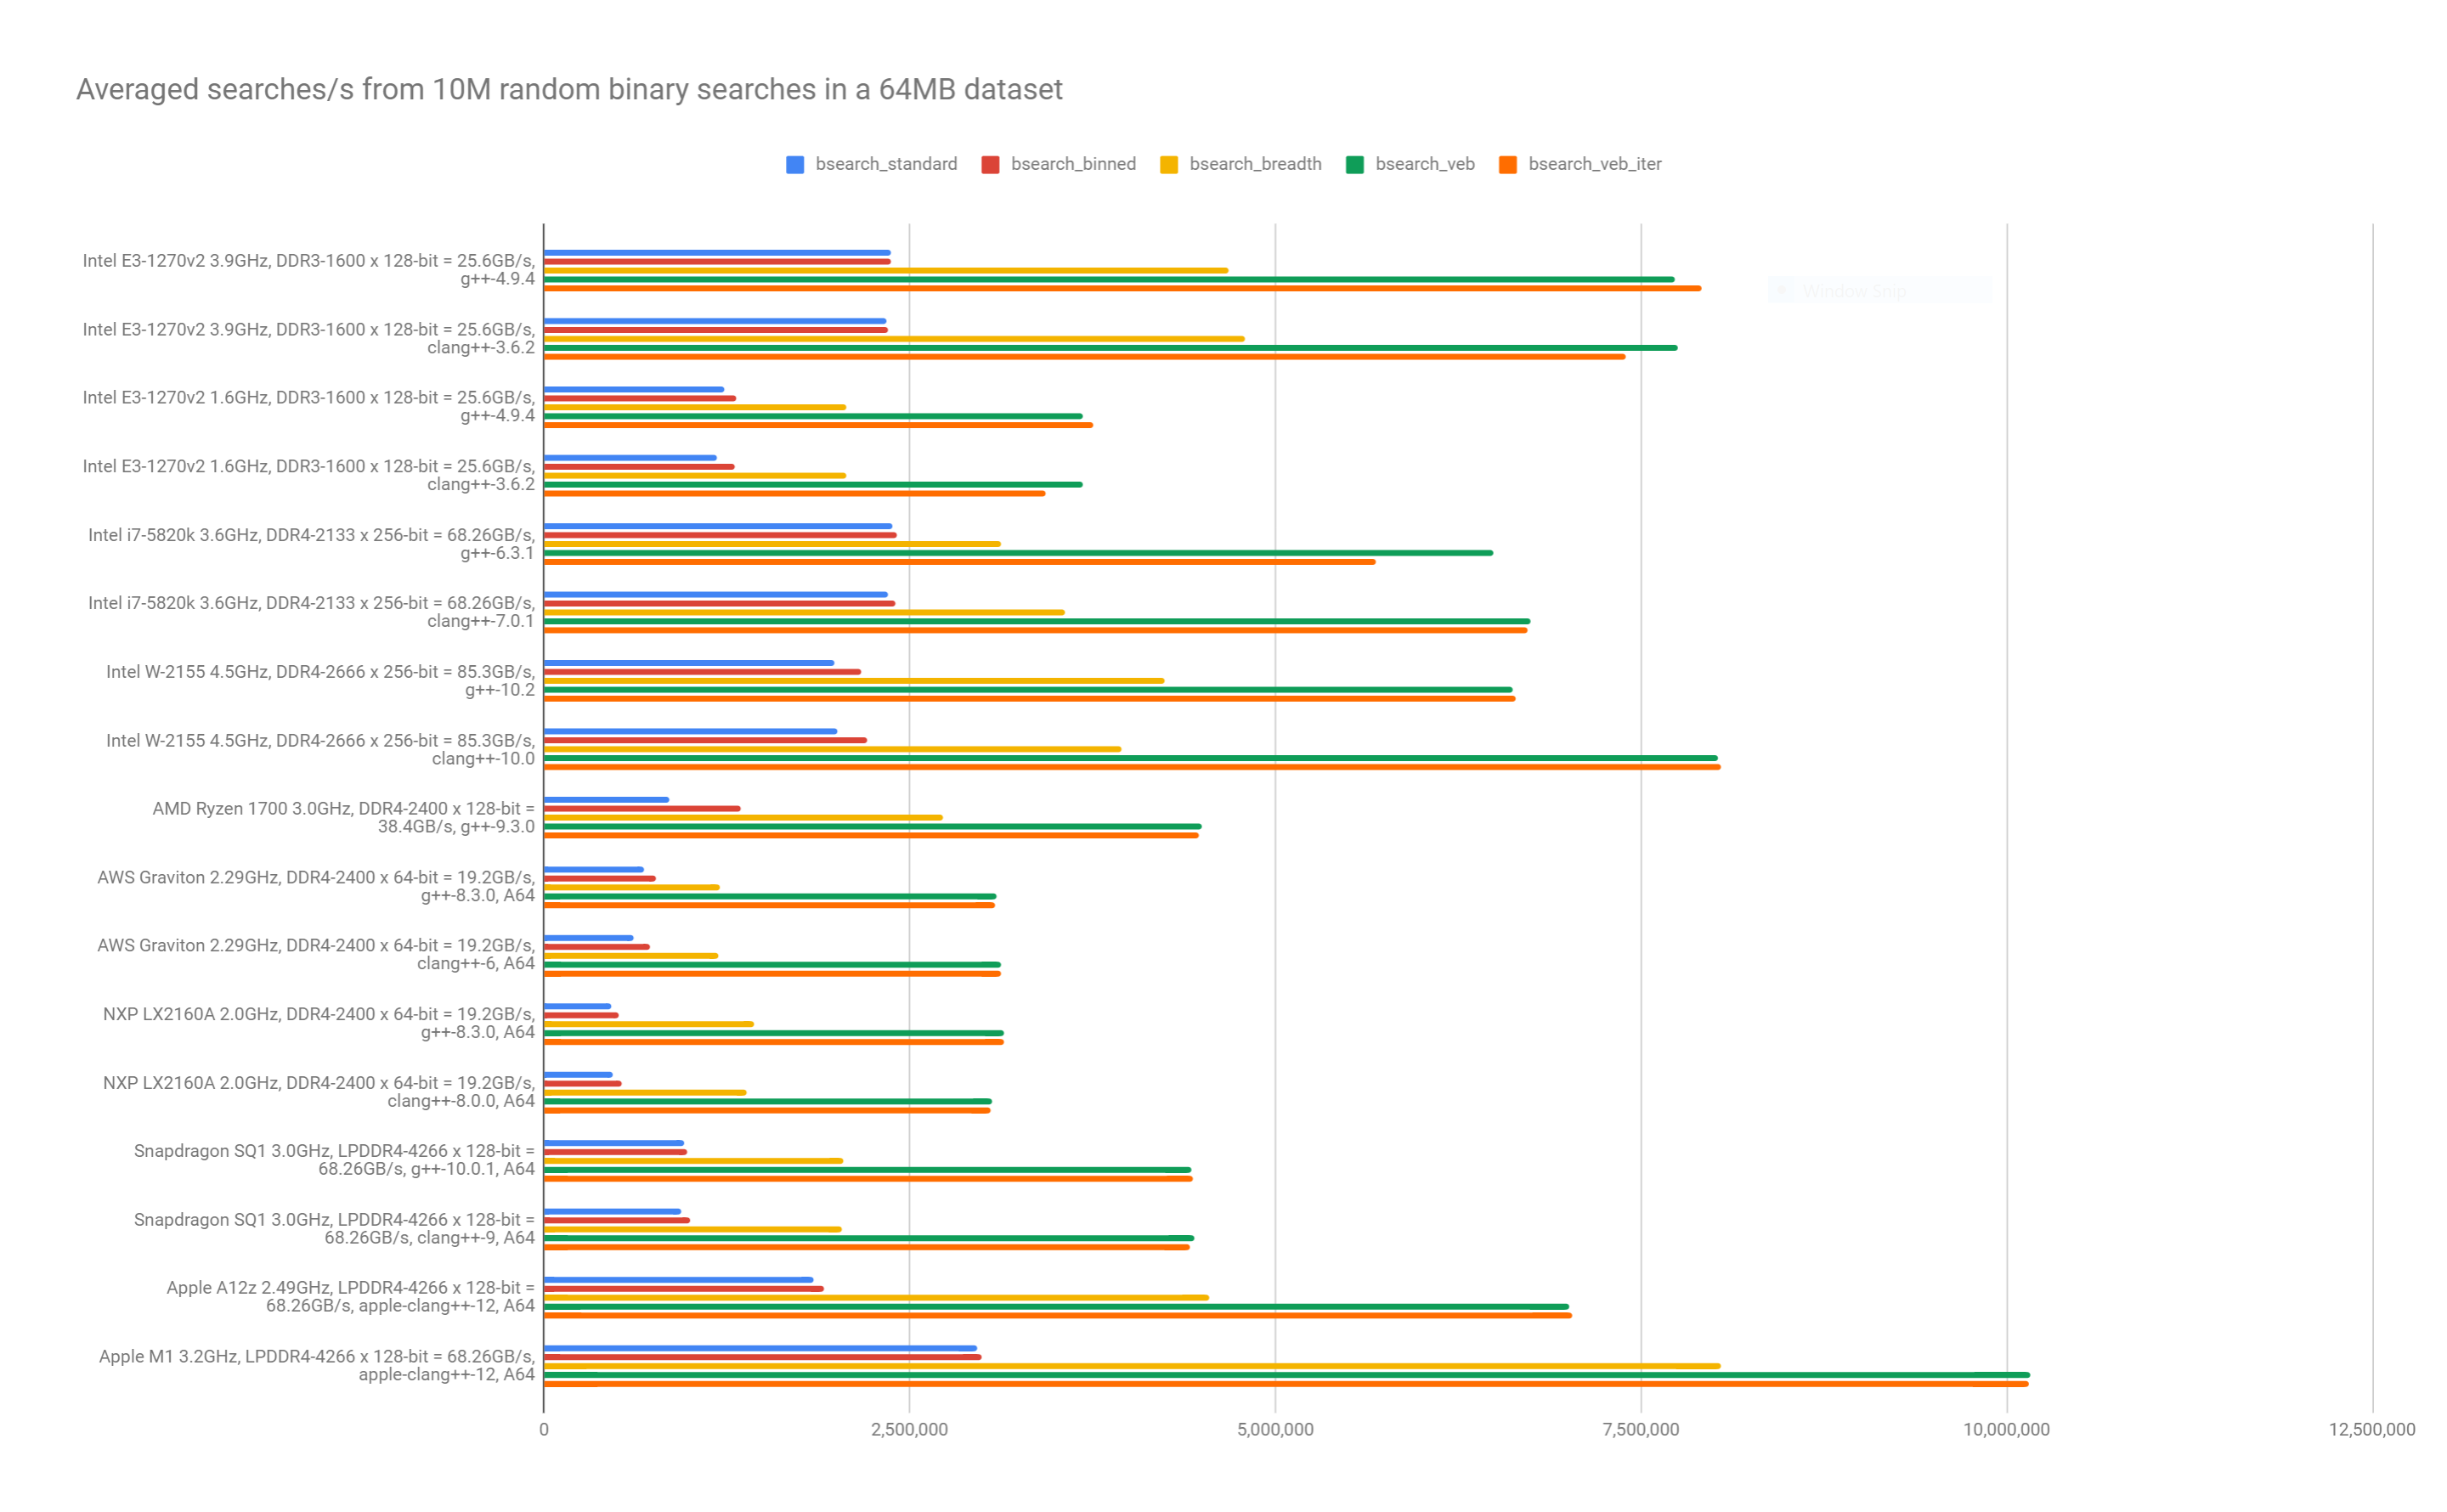 Averaged searches/s from 10M random binary searches in a 64MB dataset
bsearch_standard bsearch_binned bsearch_breadth bsearch_veb bsearch_veb_iter
Intel E3-1270v2 3.9GHz, DDR3-1600 x 128-bit = 25.6GB/s,
g++-4.9.4
Window Snip
Intel E3-1270v2 3.9GHz, DDR3-1600 x 128-bit = 25.6GB/s,
clang++-3.6.2
Intel E3-1270v2 1.6GHz, DDR3-1600 x 128-bit = 25.6GB/s,
g++-4.9.4
Intel E3-1270v2 1.6GHz, DDR3-1600 x 128-bit = 25.6GB/s,
clang++-3.6.2
Intel i7-5820k 3.6GHz, DDR4-2133 x 256-bit = 68.26GB/s,
g++-6.3.1
Intel i7-5820k 3.6GHz, DDR4-2133 x 256-bit = 68.26GB/s,
clang++-7.0.1
Intel W-2155 4.5GHz, DDR4-2666 x 256-bit = 85.3GB/s,
g++-10.2
Intel W-2155 4.5GHz, DDR4-2666 x 256-bit = 85.3GB/s,
clang++-10.0
AMD Ryzen 1700 3.0GHz, DDR4-2400 x 128-bit =
38.4GB/s, g++-9.3.0
AWS Graviton 2.29GHz, DDR4-2400 x 64-bit = 19.2GB/s,
g++-8.3.0, A64
AWS Graviton 2.29GHz, DDR4-2400 x 64-bit = 19.2GB/s,
clang++-6, A64
NXP LX2160A 2.0GHz, DDR4-2400 x 64-bit = 19.2GB/s,
g++-8.3.0, A64
NXP LX2160A 2.0GHz, DDR4-2400 x 64-bit = 19.2GB/s,
clang++-8.0.0, A64
Snapdragon SQ1 3.0GHz, LPDDR4-4266 x 128-bit =
68.26GB/s, g++-10.0.1, A64
Snapdragon SQ1 3.0GHz, LPDDR4-4266 x 128-bit =
68.26GB/s, clang++-9, A64
Apple A12z 2.49GHz, LPDDR4-4266 x 128-bit =
68.26GB/s, apple-clang++-12, A64
Apple M1 3.2GHz, LPDDR4-4266 x 128-bit = 68.26GB/s,
apple-clang++-12, A64
0 2,500,000 5,000,000 7,500,000 10,000,000 12,500,000